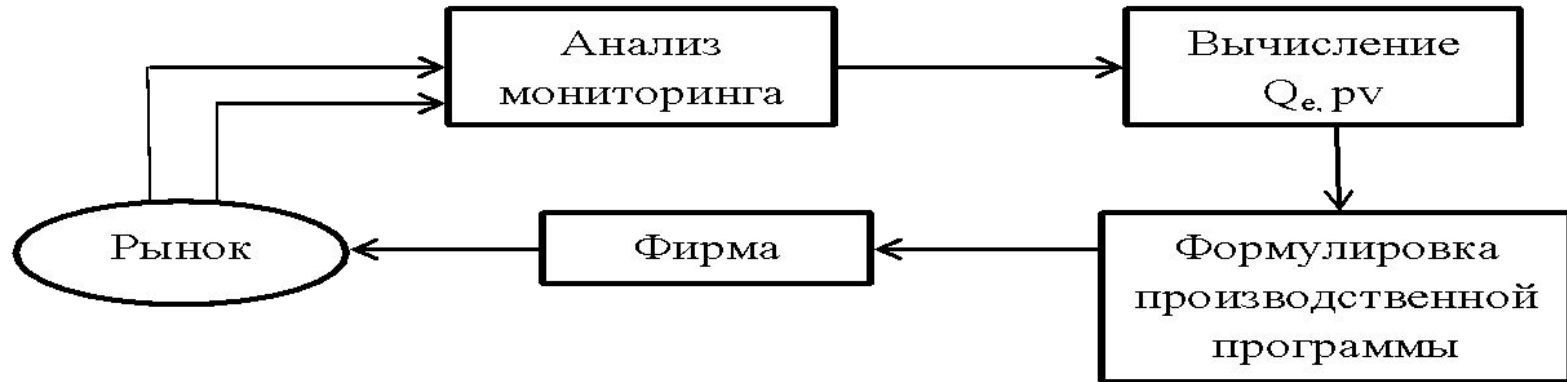 Анализ
мониторинга
Вычисление
Qe, pv
Рынок
Фирма
Формулировка
производственной
программы